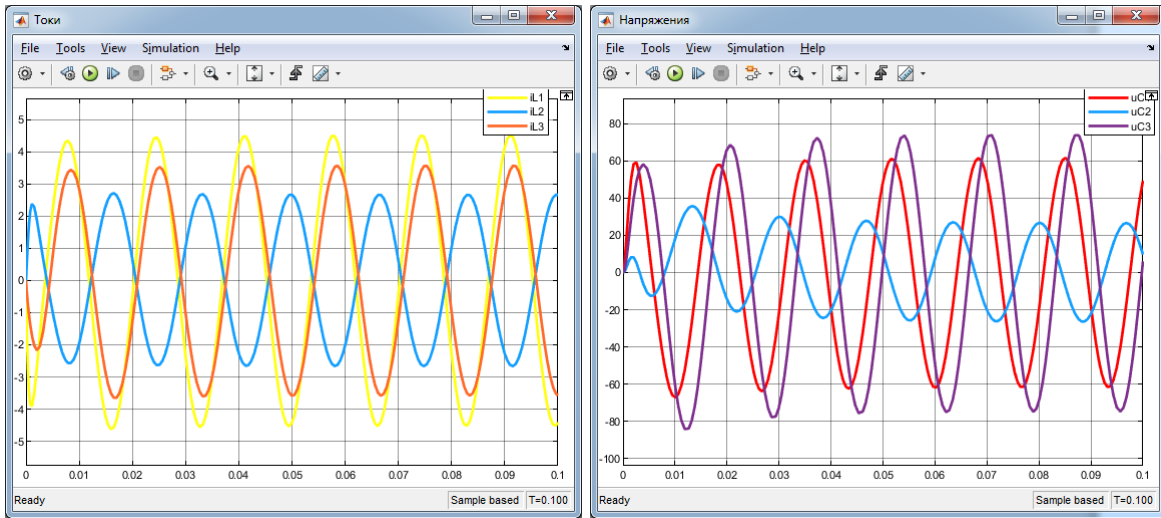 Токи
File Tools View Simulation Help
iL1
iL2
iL3
5
4
3
2
1
0
-1
-2
-3
-4
-5
0 0.01 0.02 0.03 0.04 0.05 0.06 0.07 0.08 0.09 0.1
Ready Sample based T=0.100
Напряжения
File Tools View Simulation Help
uC
uC2
uC3
80
60
40
20
0
-20
-40
-60
-80
-100
0 0.01 0.02 0.03 0.04 0.05 0.06 0.07 0.08 0.09 0.1
Ready Sample based T=0.100